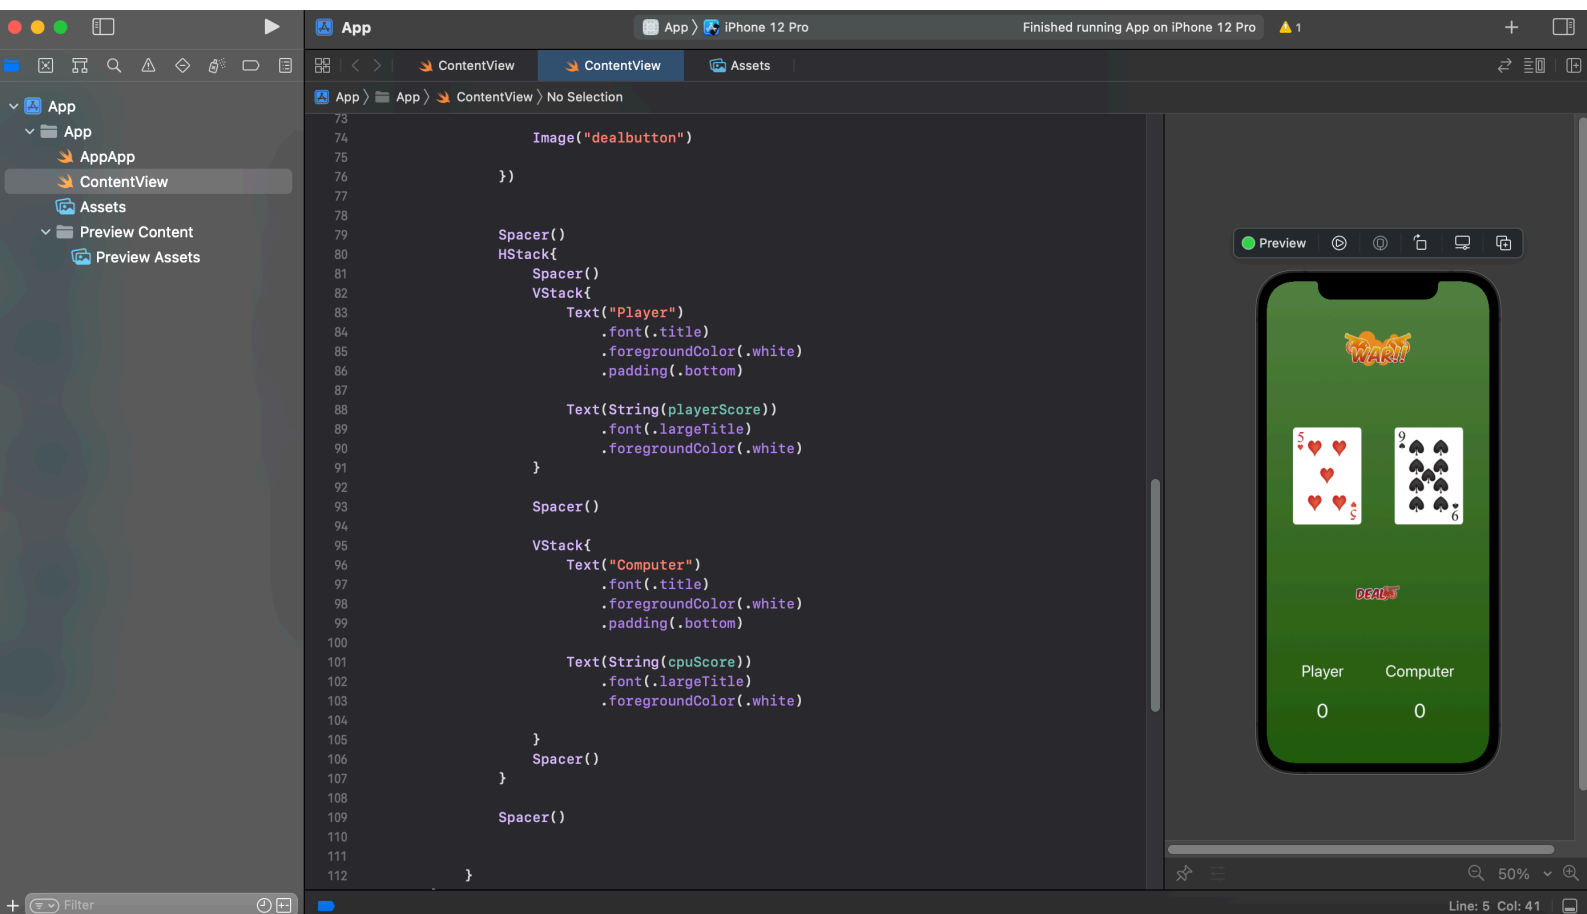 App
App 〉 iPhone 12 Pro
Finished running App on iPhone 12 Pro
1
ContentView
ContentView
Assets
App 〉 App 〉 ContentView 〉 No Selection
App
App
AppApp
ContentView
Assets
Preview Content
Preview Assets
73
74 Image("dealbutton")
75
76 })
77
78
79 Spacer()
80 HStack{
81 Spacer()
82 VStack{
83 Text("Player")
84 .font(.title)
85 .foregroundColor(.white)
86 .padding(.bottom)
87
88 Text(String(playerScore))
89 .font(.largeTitle)
90 .foregroundColor(.white)
91 }
92
93 Spacer()
94
95 VStack{
96 Text("Computer")
97 .font(.title)
98 .foregroundColor(.white)
99 .padding(.bottom)
100
101 Text(String(cpuScore))
102 .font(.largeTitle)
103 .foregroundColor(.white)
104
105 }
106 Spacer()
107 }
108
109 Spacer()
110
111
112 }
Preview
WAR!!
5 9
5 9
DEAL
Player Computer
0 0
50%
Filter
Line: 5 Col: 41